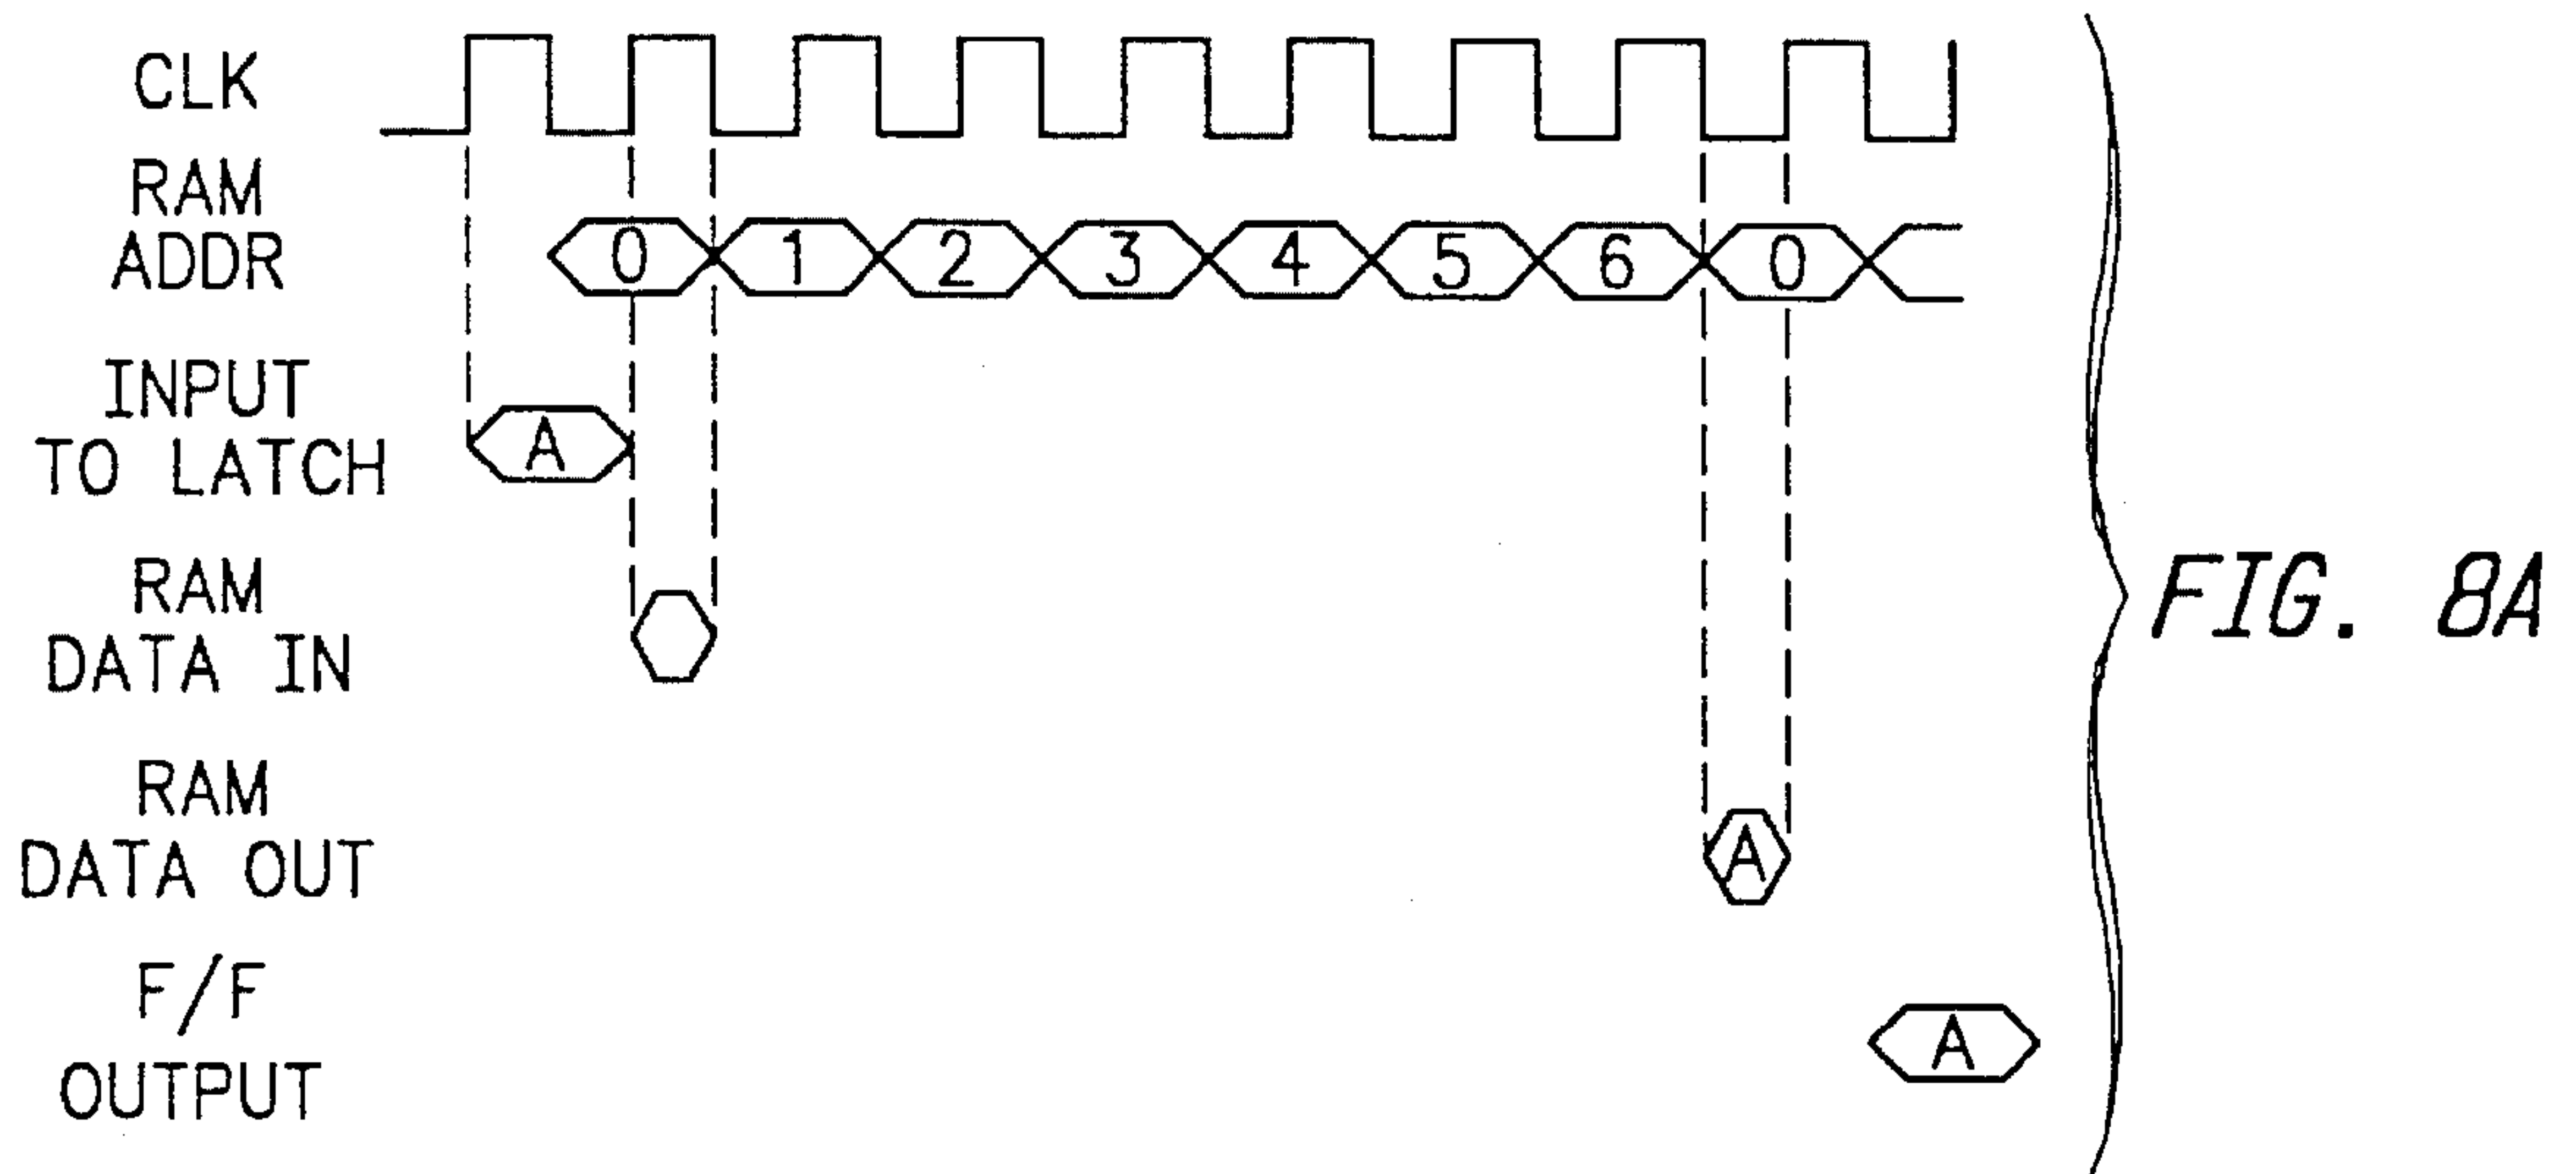 CLK
RAM
ADDR
0 1 2 3 4 5 6 0
INPUT
TO LATCH
A
RAM
DATA IN
RAM
DATA OUT
A
F/F
OUTPUT
A
FIG. 8A